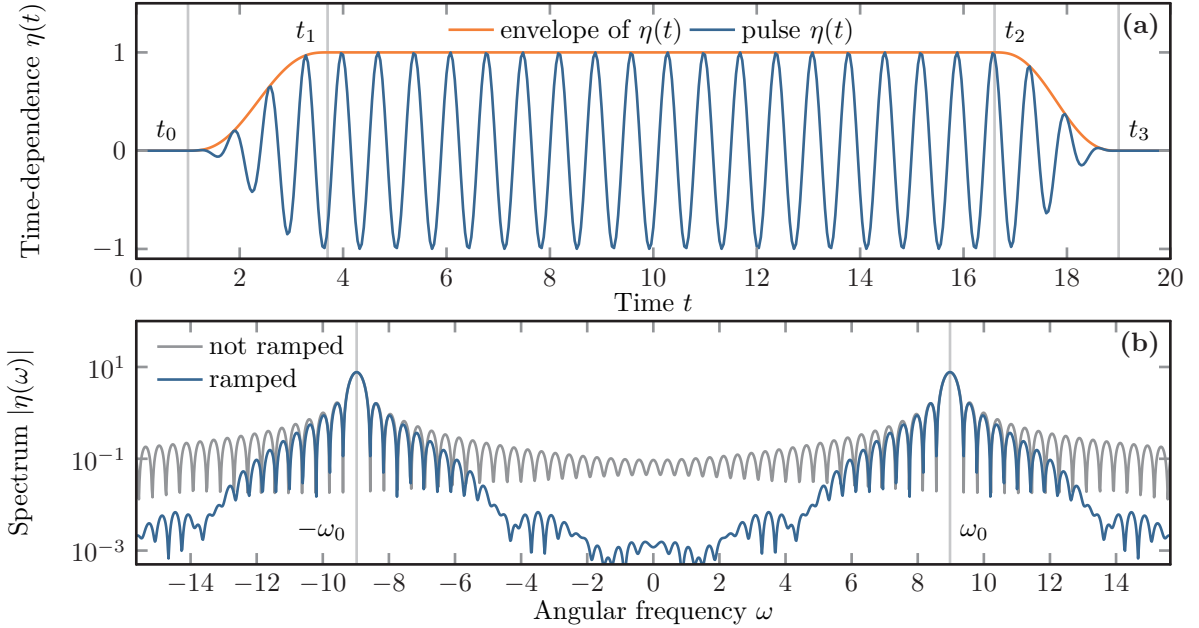 Time-dependence η(t)
envelope of η(t)
pulse η(t)
(a)
t₀
t₁
t₂
t₃
1
0
−1
0 2 4 6 8 10 12 14 16 18 20
Time t
Spectrum |η(ω)|
not ramped
ramped
(b)
10¹
10⁻¹
10⁻³
−ω₀
ω₀
−14 −12 −10 −8 −6 −4 −2 0 2 4 6 8 10 12 14
Angular frequency ω